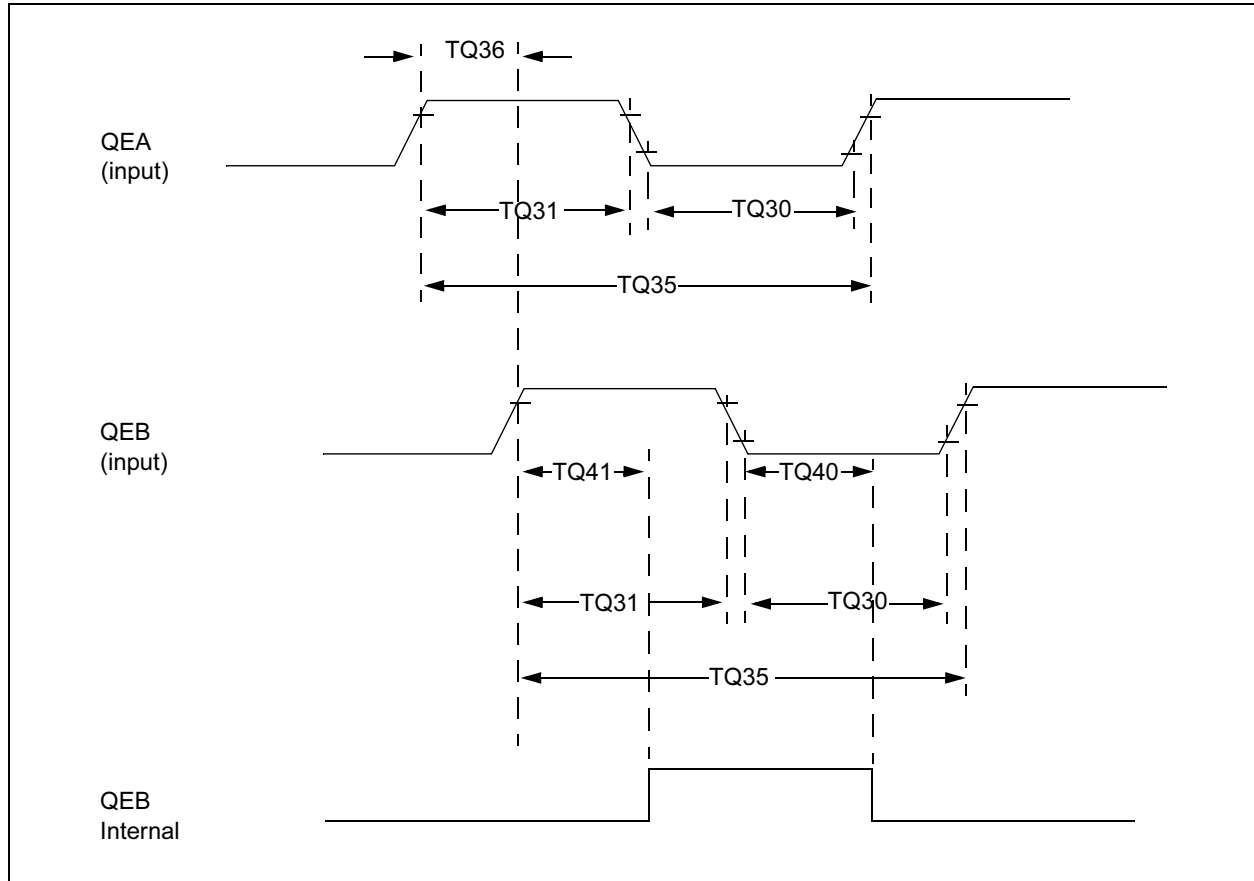 TQ36
QEA
(input)
TQ31
TQ30
TQ35
QEB
(input)
TQ41
TQ40
TQ31
TQ30
TQ35
QEB
Internal